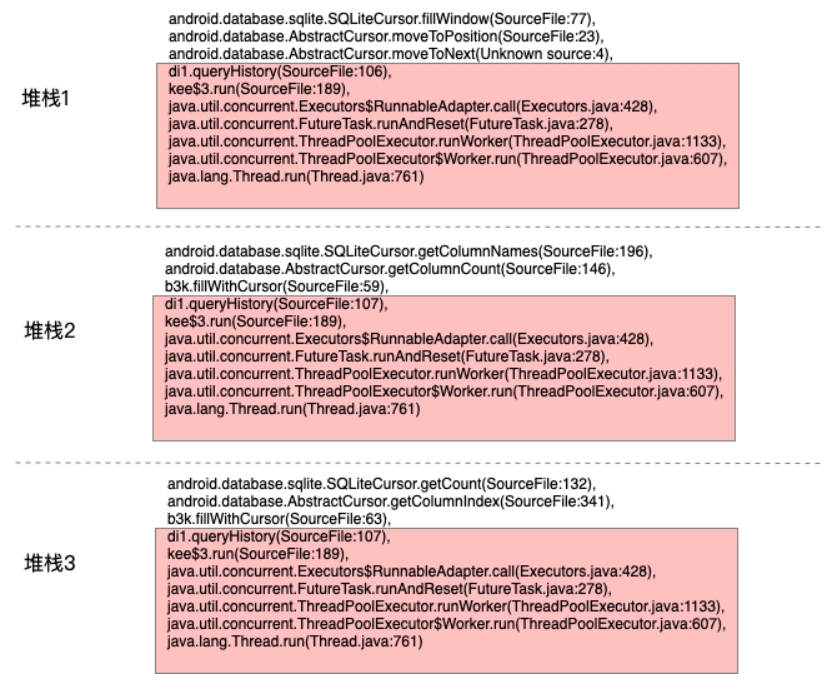 android.database.sqlite.SQLiteCursor.fillWindow(SourceFile:77),
android.database.AbstractCursor.moveToPosition(SourceFile:23),
android.database.AbstractCursor.moveToNext(Unknown source:4),
di1.queryHistory(SourceFile:106),
kee$3.run(SourceFile:189),
堆栈1
java.util.concurrent.Executors$RunnableAdapter.call(Executors.java:428),
java.util.concurrent.FutureTask.runAndReset(FutureTask.java:278),
java.util.concurrent.ThreadPoolExecutor.runWorker(ThreadPoolExecutor.java:1133),
java.util.concurrent.ThreadPoolExecutor$Worker.run(ThreadPoolExecutor.java:607),
java.lang.Thread.run(Thread.java:761)
android.database.sqlite.SQLiteCursor.getColumnNames(SourceFile:196),
android.database.AbstractCursor.getColumnCount(SourceFile:146),
b3k.fillWithCursor(SourceFile:59),
di1.queryHistory(SourceFile:107),
kee$3.run(SourceFile:189),
堆栈2
java.util.concurrent.Executors$RunnableAdapter.call(Executors.java:428),
java.util.concurrent.FutureTask.runAndReset(FutureTask.java:278),
java.util.concurrent.ThreadPoolExecutor.runWorker(ThreadPoolExecutor.java:1133),
java.util.concurrent.ThreadPoolExecutor$Worker.run(ThreadPoolExecutor.java:607),
java.lang.Thread.run(Thread.java:761)
android.database.sqlite.SQLiteCursor.getCount(SourceFile:132),
android.database.AbstractCursor.getColumnIndex(SourceFile:341),
b3k.fillWithCursor(SourceFile:63),
di1.queryHistory(SourceFile:107),
kee$3.run(SourceFile:189),
堆栈3
java.util.concurrent.Executors$RunnableAdapter.call(Executors.java:428),
java.util.concurrent.FutureTask.runAndReset(FutureTask.java:278),
java.util.concurrent.ThreadPoolExecutor.runWorker(ThreadPoolExecutor.java:1133),
java.util.concurrent.ThreadPoolExecutor$Worker.run(ThreadPoolExecutor.java:607),
java.lang.Thread.run(Thread.java:761)